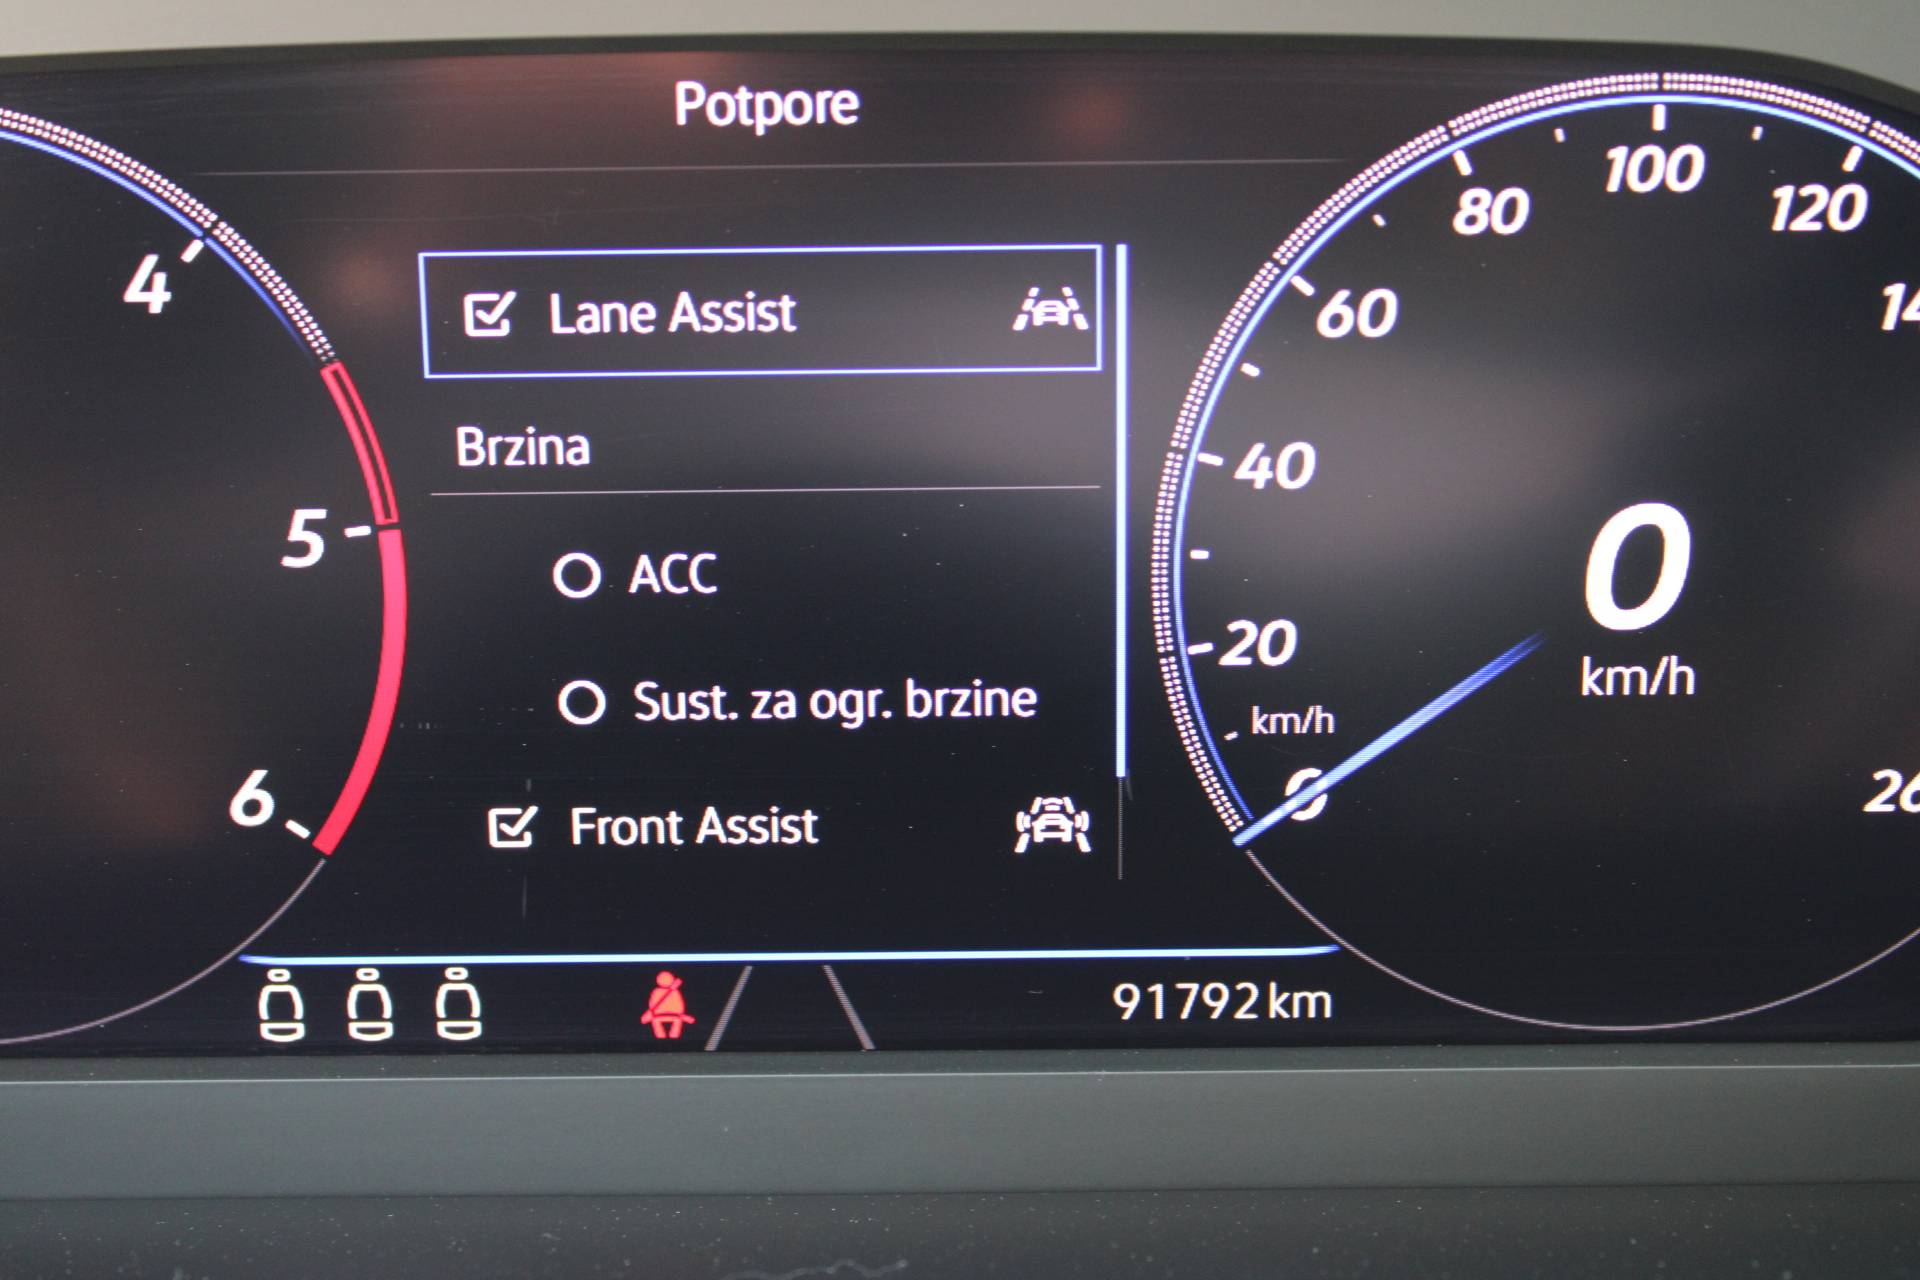 Potpore
Lane Assist
Brzina
ACC
Sust. za ogr. brzine
Front Assist
4
5
6
100
80
120
60
40
20
km/h
0
0
km/h
91792 km